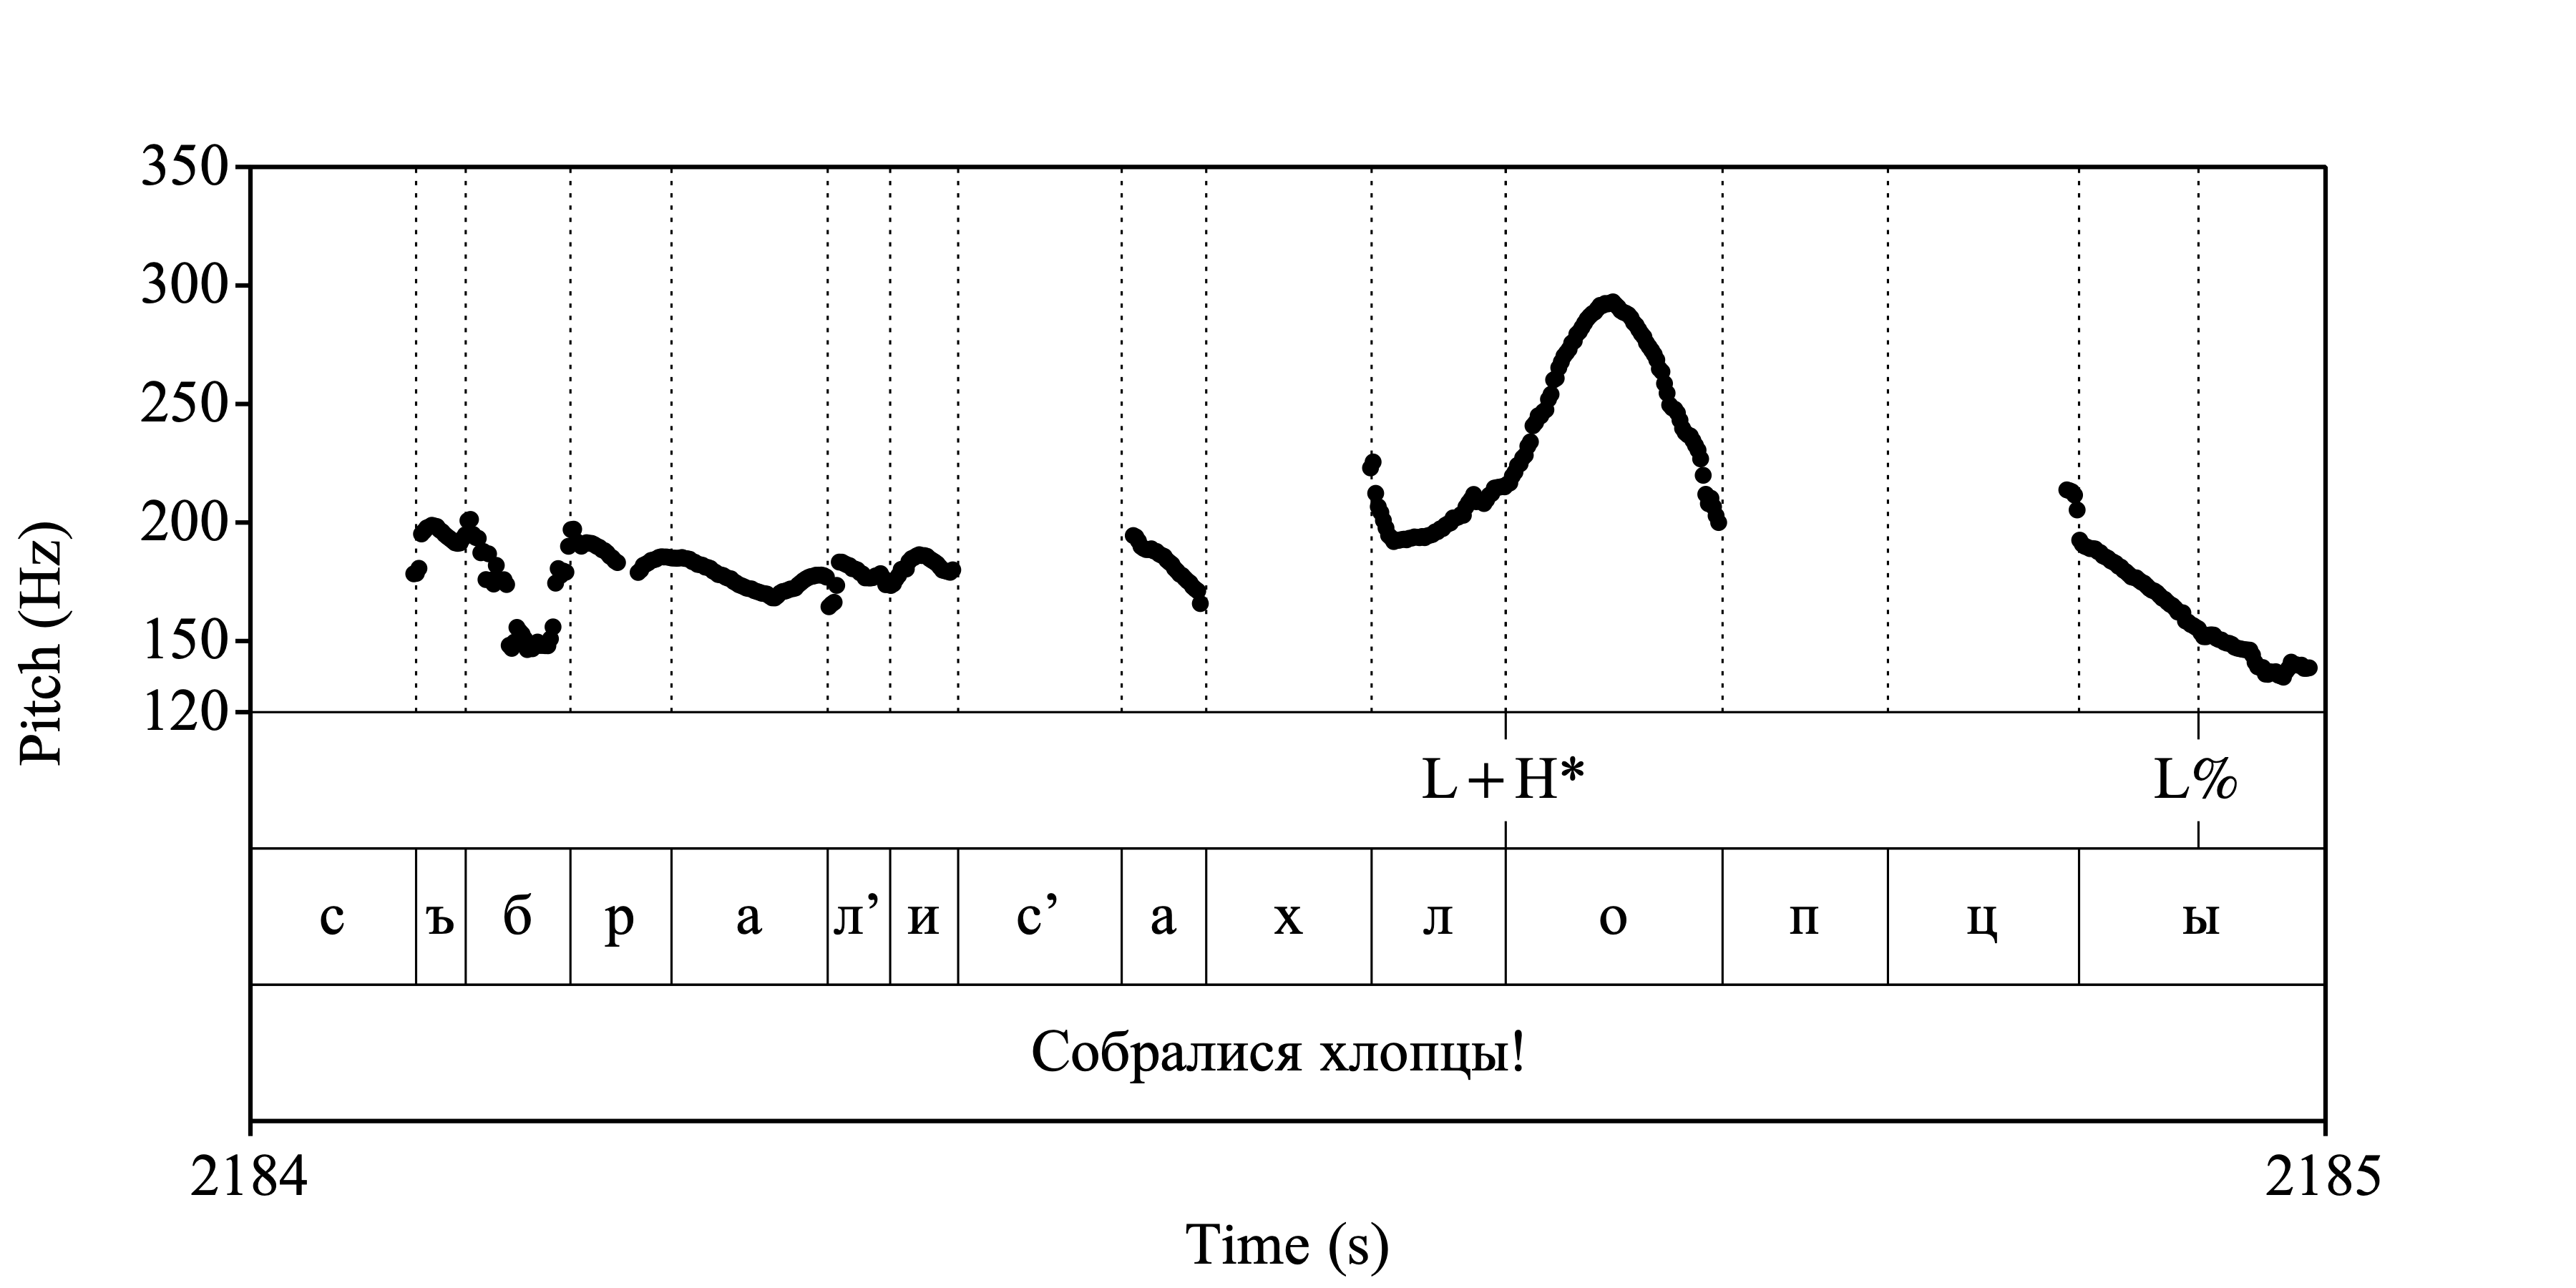 350
300
250
200
150
120
Pitch (Hz)
L+H* L%
с ъ б р а л’ и с’ а х л о п ц ы
Собралися хлопцы!
2184 2185
Time (s)